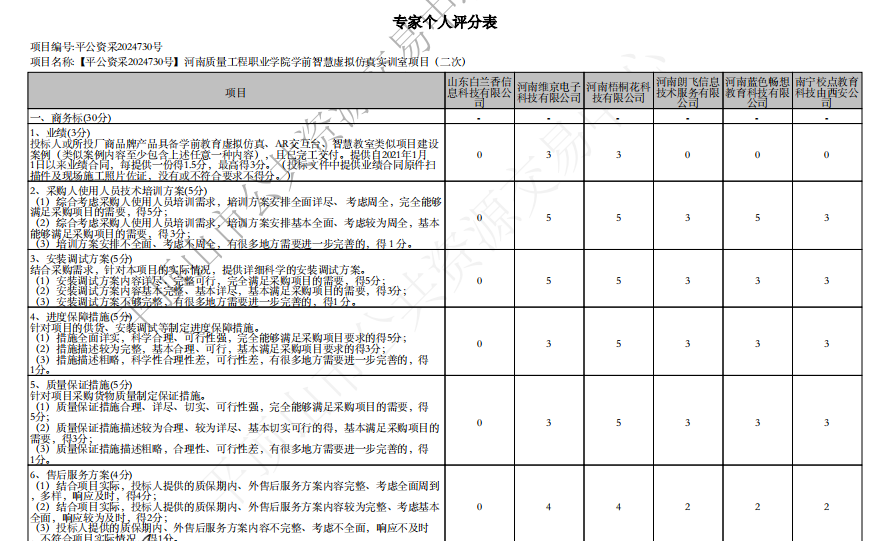 专家个人评分表
项目编号:平公资采2024730号
项目名称:【平公资采2024730号】河南质量工程职业学院学前智慧虚拟仿真实训室项目（二次）
项目 山东白兰香信息科技有限公司 河南维京电子科技有限公司 河南梧桐花科技有限公司 河南朗飞信息技术服务有限公司 河南蓝色畅想教育科技有限公司 南宁校点教育科技由西安公司
一、商务标(30分) - - - - - -
1、业绩(3分)
投标人或所投厂商品牌产品具备学前教育虚拟仿真、AR交互台、智慧教室类似项目建设
案例（类似案例内容至少包含上述任意一种内容），且已完工交付。提供自2021年1月
1日以来业绩合同，每提供一份得1.5分，最高得3分。（投标文件中提供业绩合同原件扫
描件及现场施工照片佐证，没有或不符合要求不得分。）
0 3 3 0 0 0
2、采购人使用人员技术培训方案(5分)
（1）综合考虑采购人使用人员培训需求，培训方案安排全面详尽、考虑周全，完全能够
满足采购项目的需要，得5分；
（2）综合考虑采购人使用人员培训需求，培训方案安排基本全面、考虑较为周全，基本
能够满足采购项目的需要，得3分；
（3）培训方案安排不全面、考虑不周全，有很多地方需要进一步完善的，得 1 分。
0 5 5 3 5 3
3、安装调试方案(5分)
结合采购需求，针对本项目的实际情况，提供详细科学的安装调试方案。
（1）安装调试方案内容详尽、完整可行，完全满足采购项目的需要，得5分；
（2）安装调试方案内容基本完整、基本详尽，基本满足采购项目的需要，得3分；
（3）安装调试方案不够完整，有很多地方需要进一步完善的，得1 分。
0 5 5 3 3 3
4、进度保障措施(5分)
针对项目的供货、安装调试等制定进度保障措施。
（1）措施全面详实，科学合理、可行性强，完全能够满足采购项目要求的得5分；
（2）措施描述较为完整，基本合理、可行，基本满足采购项目要求的得3分；
（3）措施描述粗略，科学性合理性差，可行性差，有很多地方需要进一步完善的，得
1分。
0 3 5 3 3 3
5、质量保证措施(5分)
针对项目采购货物质量制定保证措施。
（1）质量保证措施合理、详尽、切实、可行性强，完全能够满足采购项目的需要，得
5分；
（2）质量保证措施描述较为合理、较为详尽、基本切实可行的得，基本满足采购项目的
需要，得3分；
（3）质量保证措施描述粗略，合理性、可行性差，有很多地方需要进一步完善的，得
1分。
0 3 5 3 3 3
6、售后服务方案(4分)
（1）结合项目实际，投标人提供的质保期内、外售后服务方案内容完整、考虑全面周到
，多样，响应及时，得4分；
（2）结合项目实际，投标人提供的质保期内、外售后服务方案内容较为完整、考虑基本
全面，响应较为及时，得2分；
（3）投标人提供的质保期内、外售后服务方案内容不完整、考虑不全面，响应不及时
，不符合项目实际情况，得1分。
0 4 4 2 2 2
平顶山市公共资源交易中心